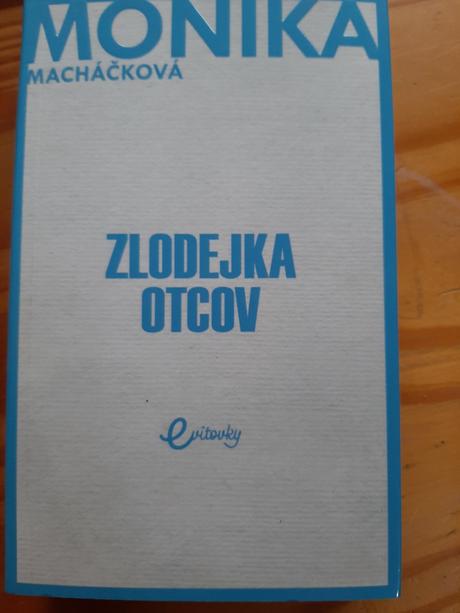 MONIKA
MACHÁČKOVÁ
ZLODEJKA
OTCOV
evitovky